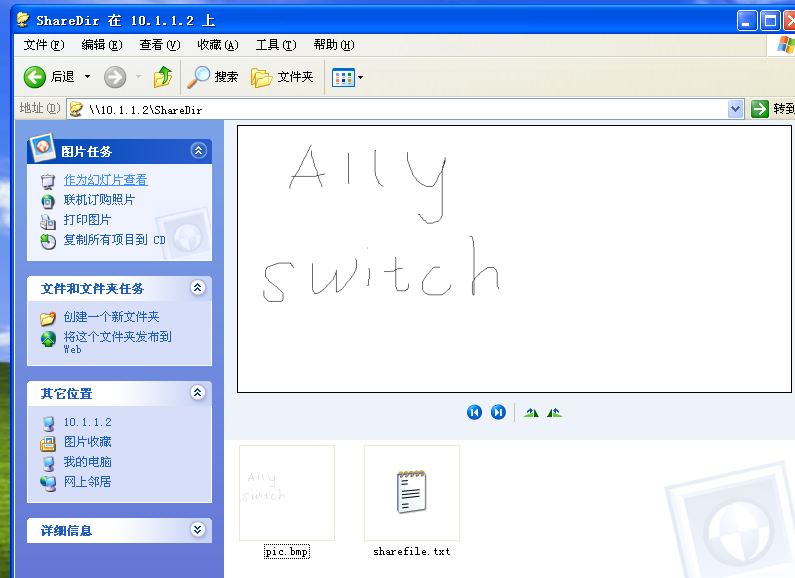 ShareDir 在 10.1.1.2 上
文件(F) 编辑(E) 查看(V) 收藏(A) 工具(T) 帮助(H)
后退 搜索 文件夹
地址(D) \\10.1.1.2\ShareDir 转到
图片任务
作为幻灯片查看
联机订购照片
打印图片
复制所有项目到 CD
文件和文件夹任务
创建一个新文件夹
将这个文件夹发布到
Web
其它位置
10.1.1.2
图片收藏
我的电脑
网上邻居
详细信息
Ally
switch
Ally
switch
pic.bmp sharefile.txt